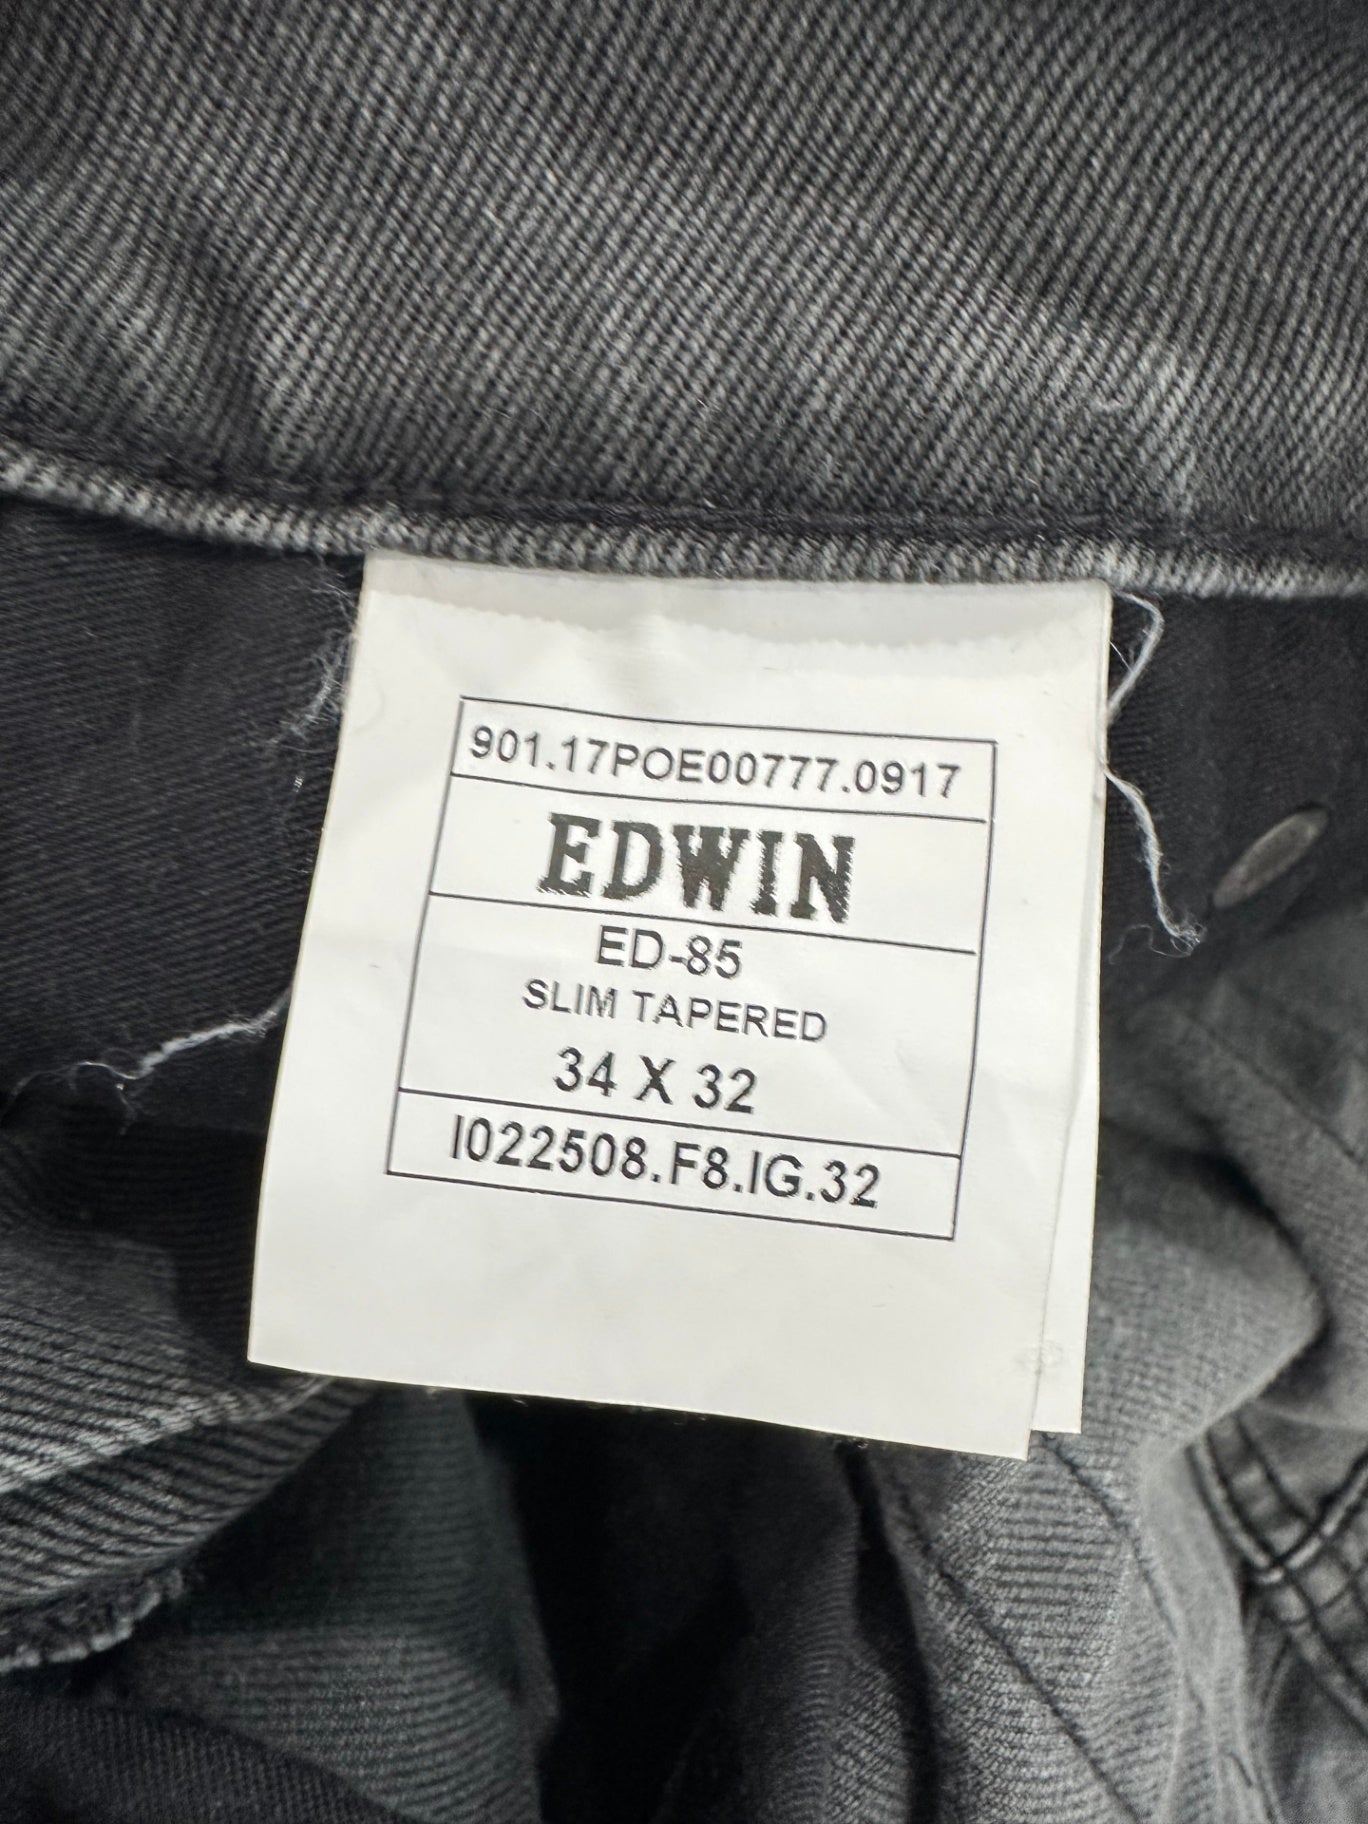 901.17POE00777.0917
EDWIN
ED-85
SLIM TAPERED
34 X 32
I022508.F8.IG.32